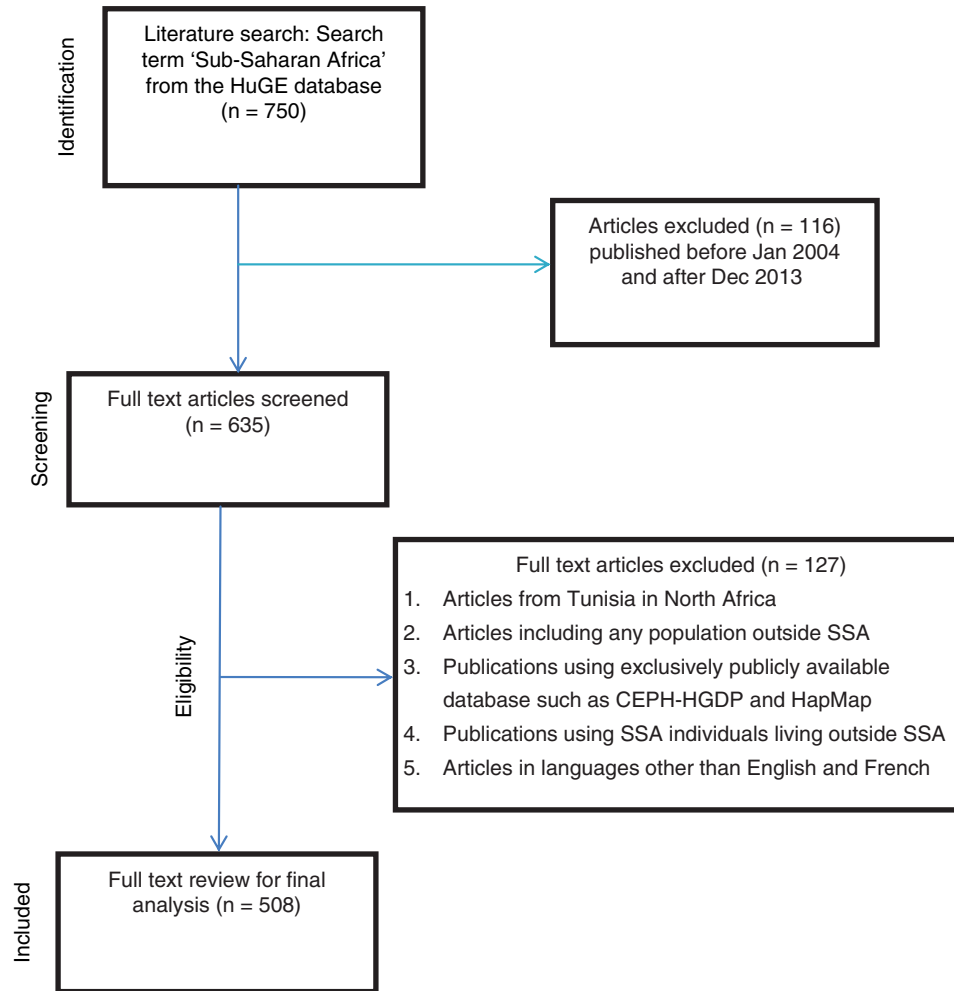 Identification
Literature search: Search
term ‘Sub-Saharan Africa’
from the HuGE database
(n = 750)
Articles excluded (n = 116)
published before Jan 2004
and after Dec 2013
Screening
Full text articles screened
(n = 635)
Eligibility
Full text articles excluded (n = 127)
1. Articles from Tunisia in North Africa
2. Articles including any population outside SSA
3. Publications using exclusively publicly available
database such as CEPH-HGDP and HapMap
4. Publications using SSA individuals living outside SSA
5. Articles in languages other than English and French
Included
Full text review for final
analysis (n = 508)